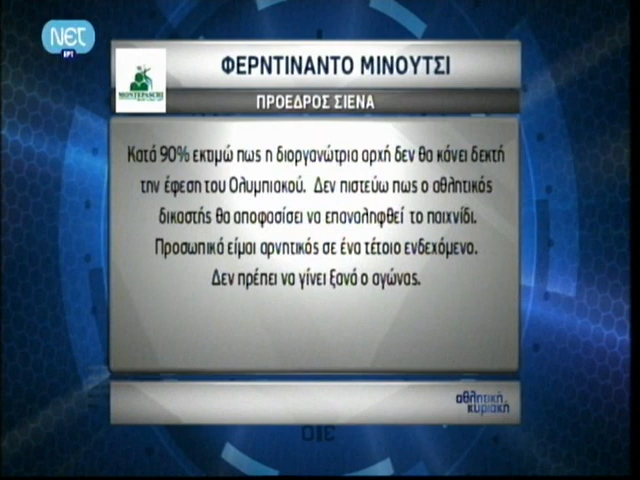 NET
ΕΡΤ
ΦΕΡΝΤΙΝΑΝΤΟ ΜΙΝΟΥΤΣΙ
MONTEPASCHI
ΠΡΟΕΔΡΟΣ ΣΙΕΝΑ
Κατά 90% εκτιμώ πως η διοργανώτρια αρχή δεν θα κάνει δεκτή
την έφεση του Ολυμπιακού. Δεν πιστεύω πως ο αθλητικός
δικαστής θα αποφασίσει να επαναληφθεί το παιχνίδι.
Προσωπικά είμαι αρνητικός σε ένα τέτοιο ενδεχόμενο.
Δεν πρέπει να γίνει ξανά ο αγώνας.
αθλητική
κυριακή